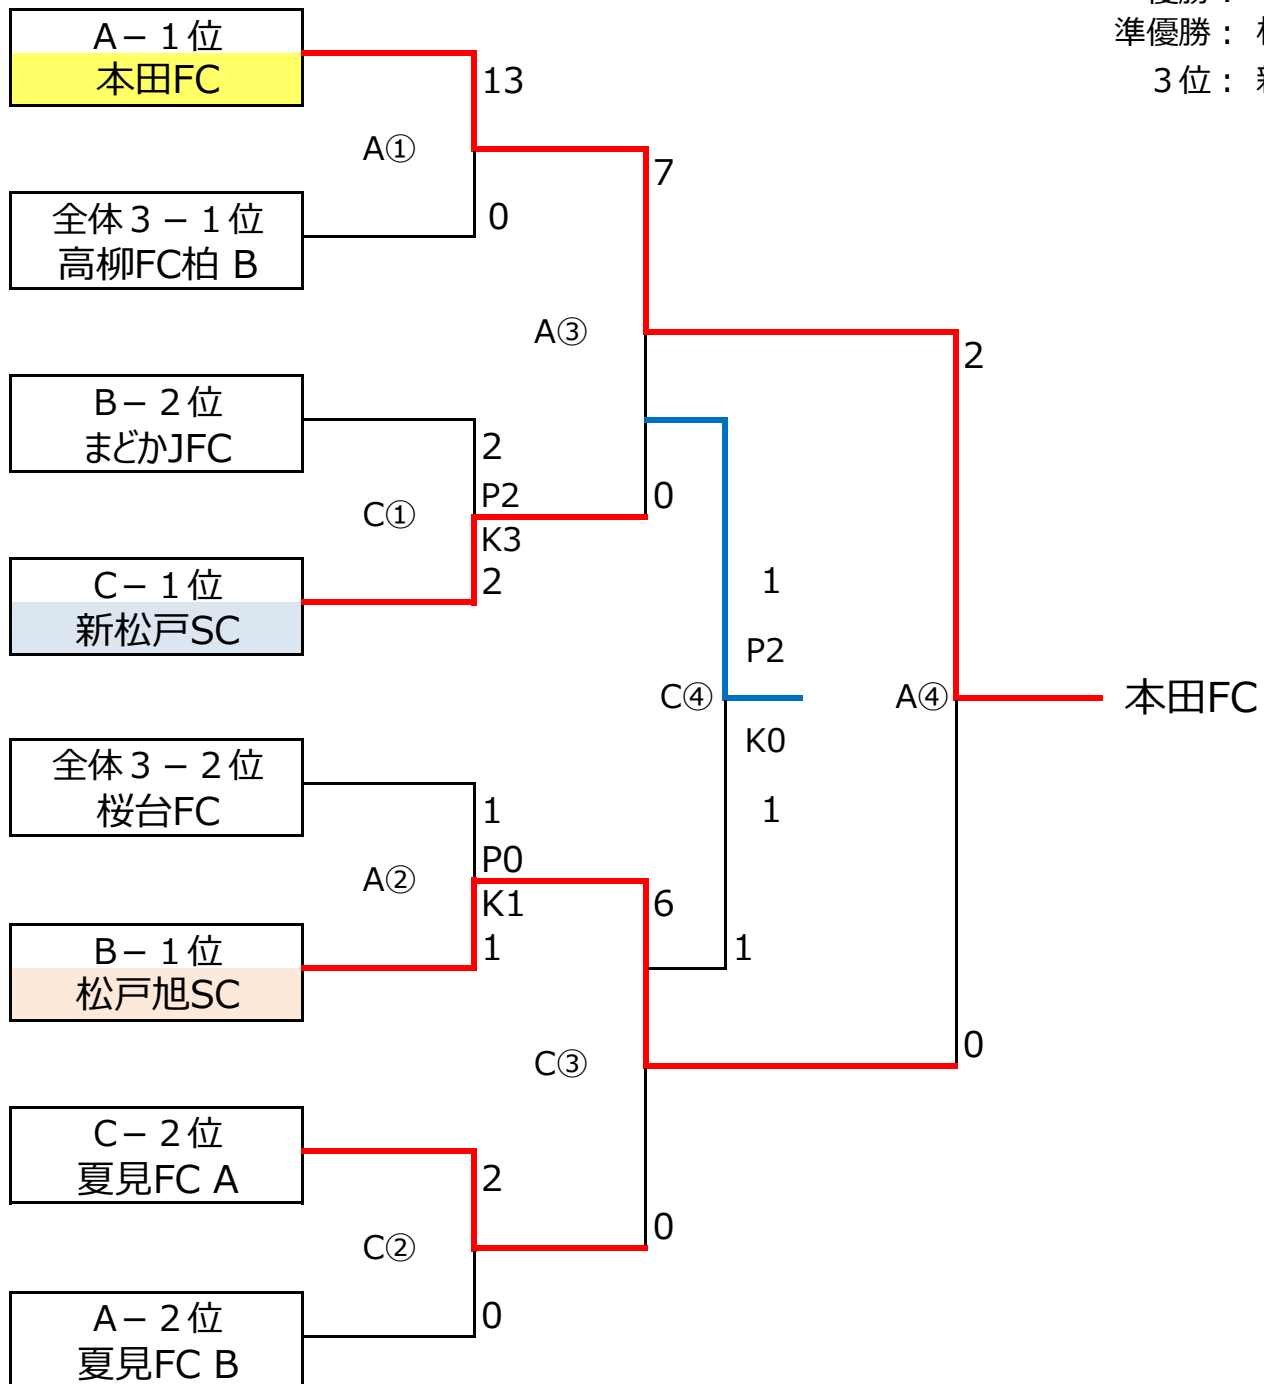 優勝：
準優勝：
３位：
A－１位
本田FC
13
A①
7
0
全体３－１位
高柳FC柏 B
A③
2
B－２位
まどかJFC
2
P2
0
C①
K3
2
C－１位
新松戸SC
1
P2
C④
A④
本田FC
K0
1
全体３－２位
桜台FC
1
P0
A②
K1
6
1
1
B－１位
松戸旭SC
C③
0
C－２位
夏見FC A
2
0
C②
0
A－２位
夏見FC B